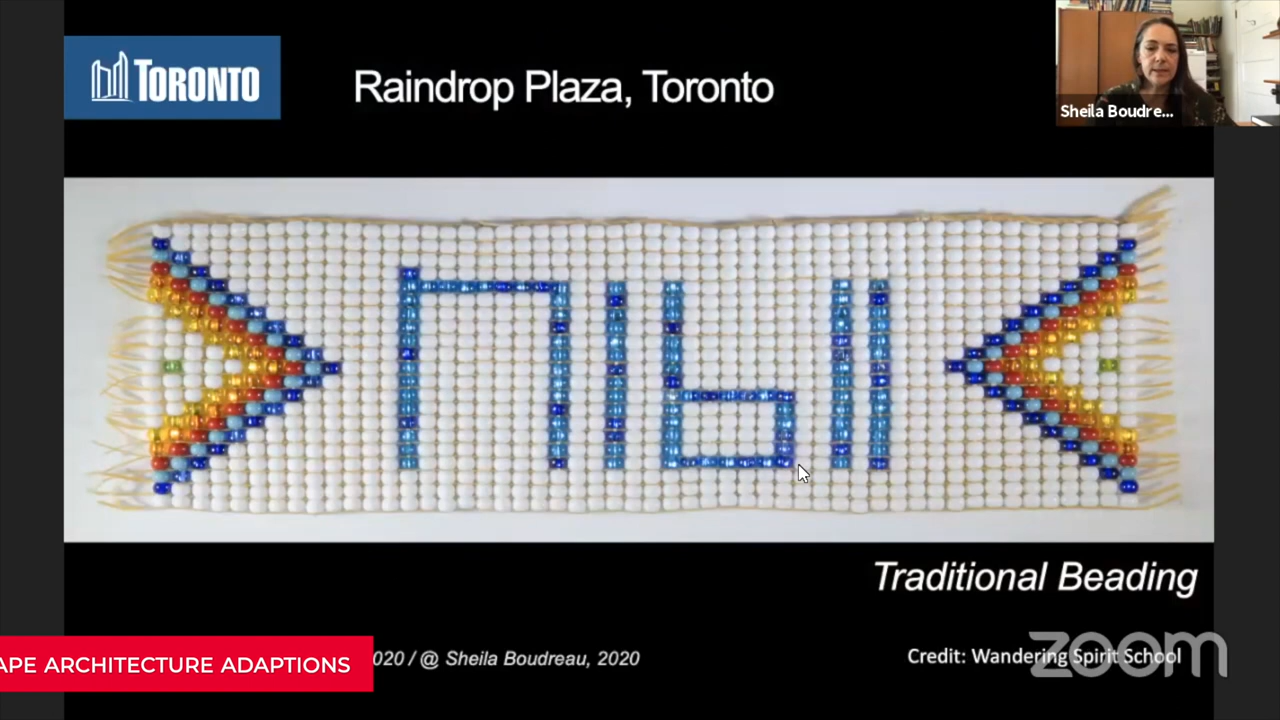 TORONTO
Raindrop Plaza, Toronto
Sheila Boudre...
Traditional Beading
APE ARCHITECTURE ADAPTIONS
020 / @ Sheila Boudreau, 2020
Credit: Wandering Spirit School
zoom